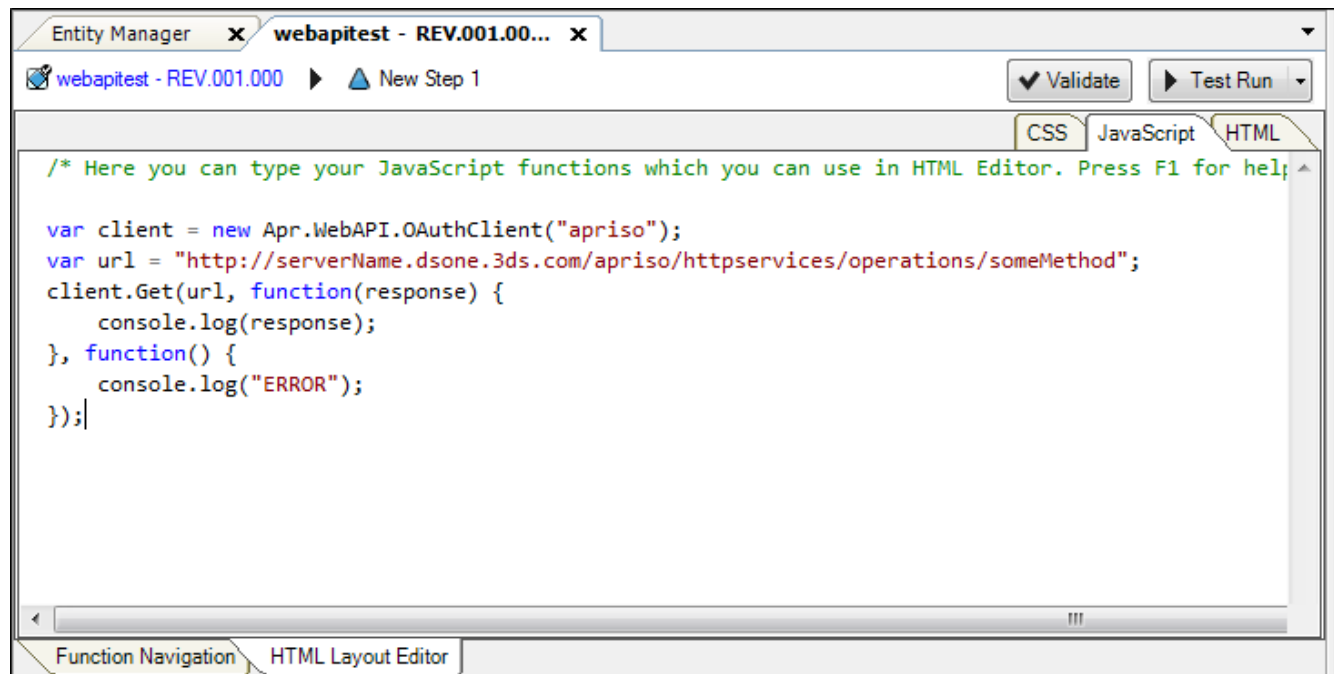 Entity Manager x webapitest - REV.001.00... x
webapitest - REV.001.000 New Step 1 Validate Test Run
CSS JavaScript HTML
/* Here you can type your JavaScript functions which you can use in HTML Editor. Press F1 for help
var client = new Apr.WebAPI.OAuthClient("apriso");
var url = "http://serverName.dsone.3ds.com/apriso/httpservices/operations/someMethod";
client.Get(url, function(response) {
    console.log(response);
}, function() {
    console.log("ERROR");
});
Function Navigation HTML Layout Editor